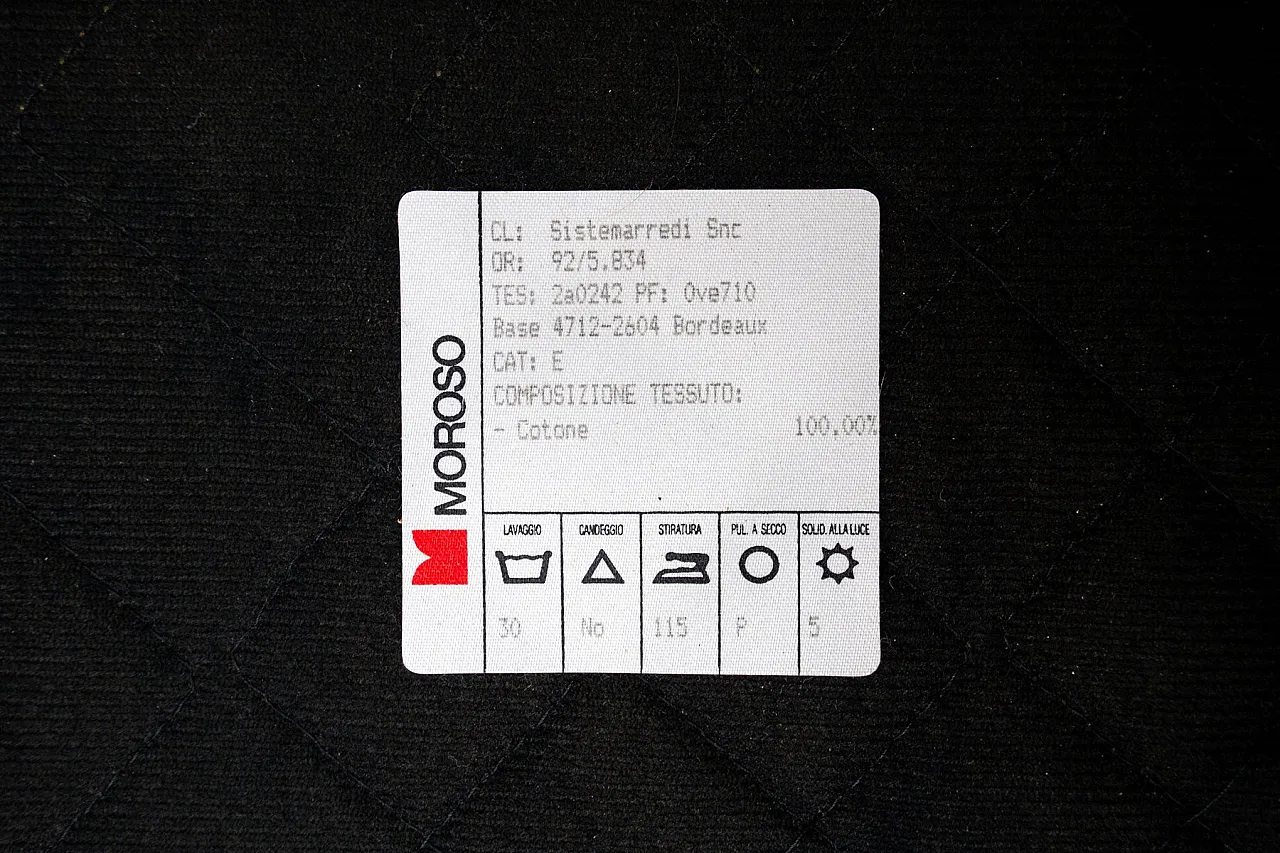 MOROSO
CL: Sistemarredi Snc
OR: 92/5.834
TES: 2a0242 PF: Ove710
Base 4712-2604 Bordeaux
CAT: E
COMPOSIZIONE TESSUTO:
- Cotone 100,00%
LAVAGGIO CANDEGGIO STIRATURA PUL. A SECCO SOLID. ALLA LUCE
30 No 115 P 5